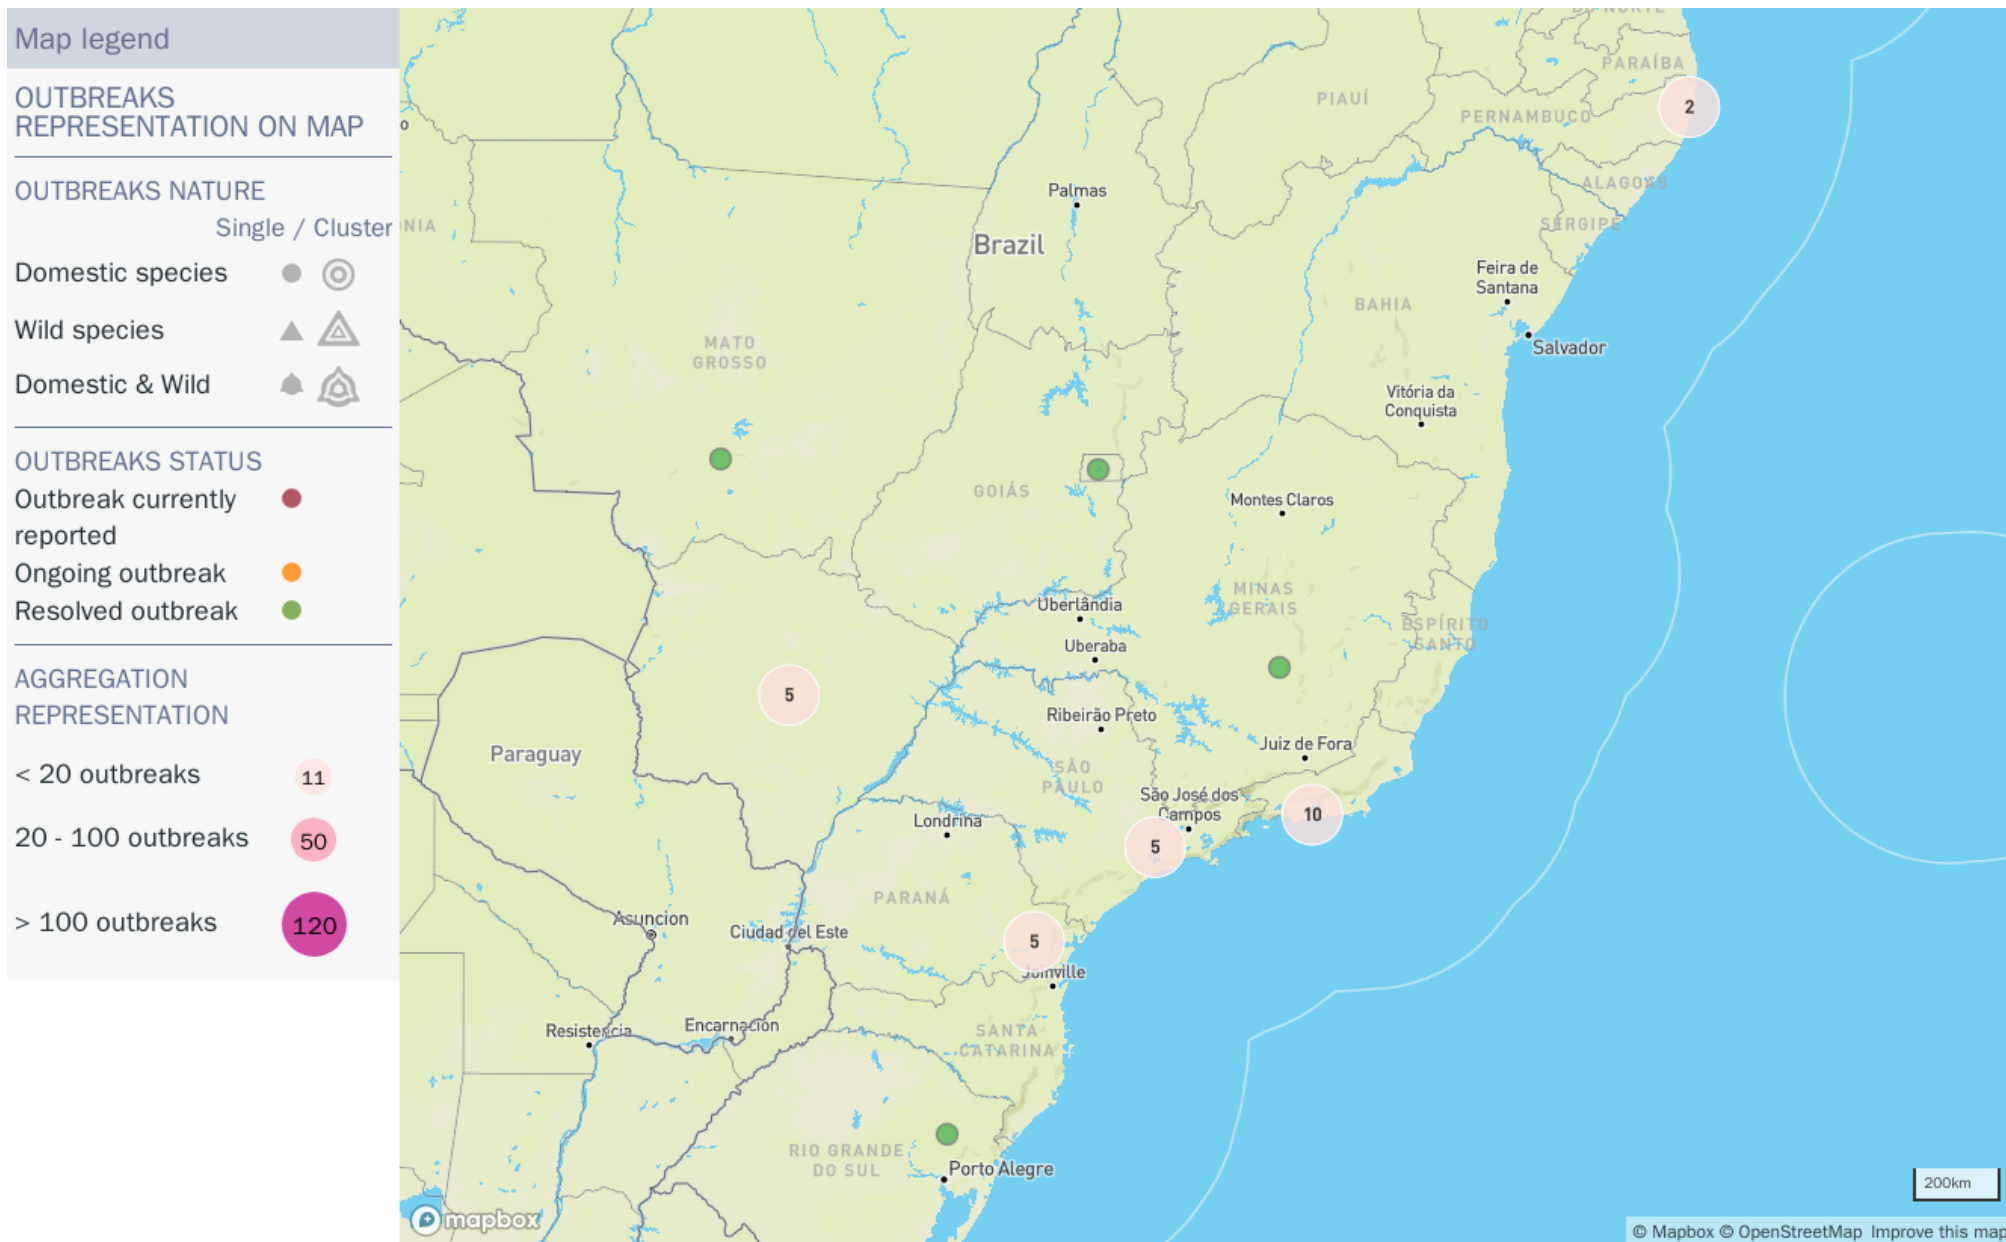 Map legend
OUTBREAKS
REPRESENTATION ON MAP
OUTBREAKS NATURE
Single / Cluster
Domestic species
Wild species
Domestic & Wild
OUTBREAKS STATUS
Outbreak currently
reported
Ongoing outbreak
Resolved outbreak
AGGREGATION
REPRESENTATION
< 20 outbreaks 11
20 - 100 outbreaks 50
> 100 outbreaks 120
DO NORTE
PARAÍBA
2
PIAUÍ
PERNAMBUCO
o
ALAGOAS
Palmas
SERGIPE
NIA
Brazil
Feira de
Santana
BAHIA
Salvador
MATO
GROSSO
Vitória da
Conquista
GOIÁS
Montes Claros
MINAS
GERAIS
Uberlândia
ESPÍRITO
SANTO
Uberaba
5
Ribeirão Preto
Juiz de Fora
Paraguay
SÃO
PAULO
São José dos
Campos
10
Londrina
5
PARANÁ
Asuncion
Ciudad del Este
5
Joinville
Resistencia
Encarnación
SANTA
CATARINA
RIO GRANDE
DO SUL
Porto Alegre
200km
mapbox
© Mapbox © OpenStreetMap Improve this map